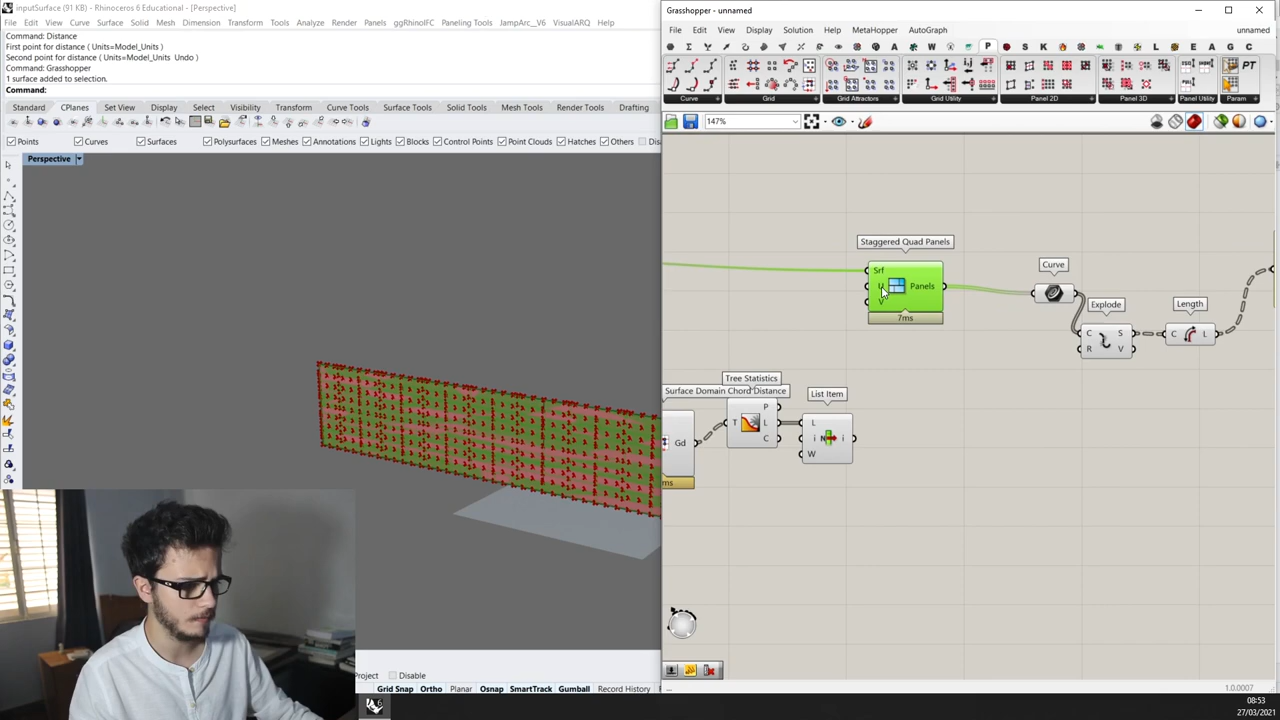 inputSurface (91 KB) - Rhinoceros 6 Educational - [Perspective]
File Edit View Curve Surface Solid Mesh Dimension Transform Tools Analyze Render Panels ggRhinoIFC Paneling Tools JampArc_V6 VisualARQ Help
Command: Distance
First point for distance ( Units=Model_Units )
Second point for distance ( Units=Model_Units Undo )
Command: Grasshopper
1 surface added to selection.
Command:
Standard CPlanes Set View Display Select Visibility Transform Curve Tools Surface Tools Solid Tools Mesh Tools Render Tools Drafting
Points Curves Surfaces Polysurfaces Meshes Annotations Lights Blocks Control Points Point Clouds Hatches Others
Perspective
Project Disable
Grid Snap Ortho Planar Osnap SmartTrack Gumball Record History
Grasshopper - unnamed
File Edit View Display Solution Help MetaHopper AutoGraph unnamed
P
Curve Grid Grid Attractors Grid Utility Panel 2D Panel 3D Panel Utility Param
147%
Staggered Quad Panels
Srf
U Panels
V
7ms
Curve
Explode
C S
R V
Length
C L
Tree Statistics
Surface Domain Chord Distance
List Item
P
T L
C
L
i N i
W
Gd
ms
1.0.0007
08:53
27/03/2021